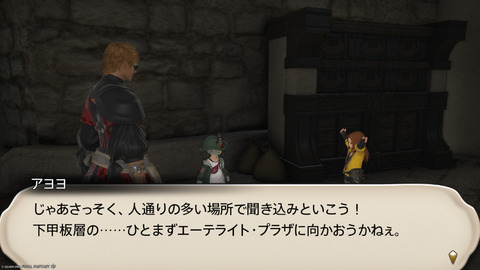 アヨヨ
じゃあさっそく、人通りの多い場所で聞き込みといこう！
下甲板層の……ひとまずエーテライト・プラザに向かおうかねぇ。